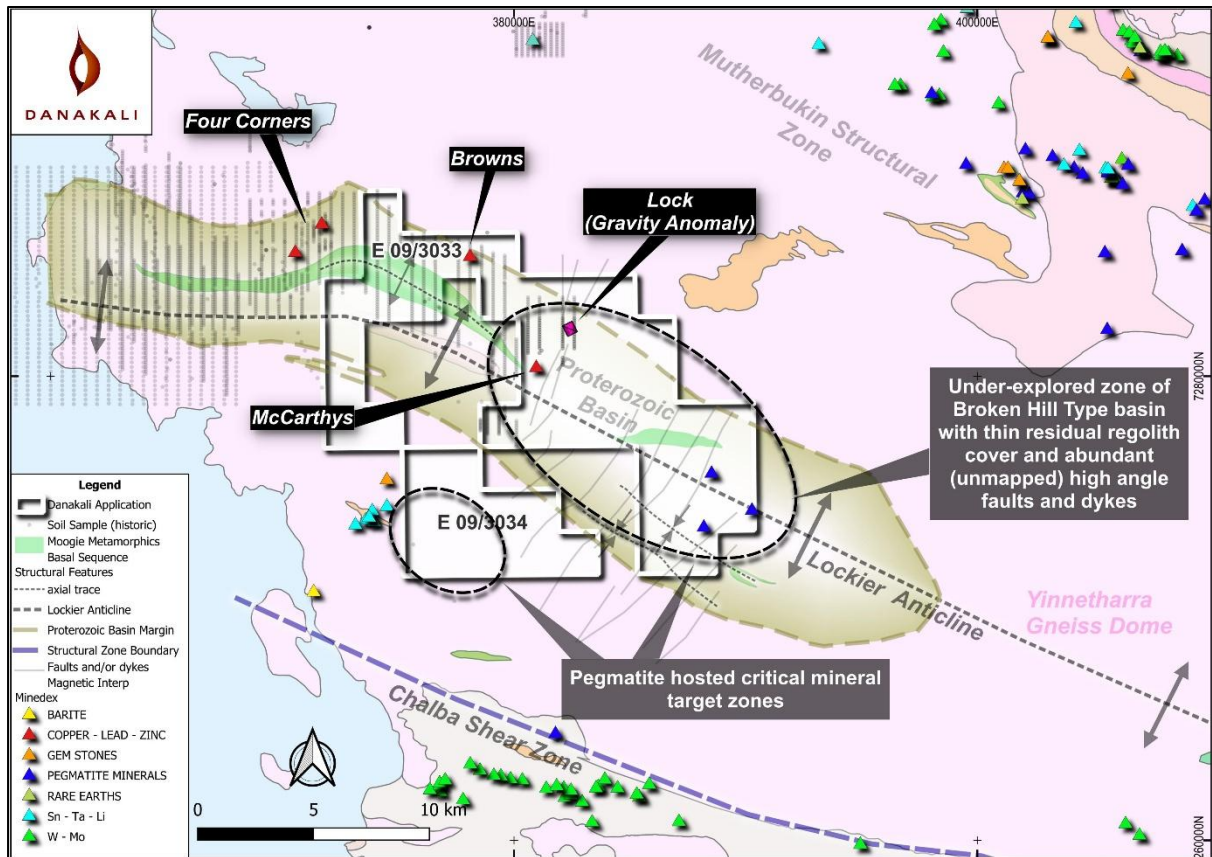 DANAKALI
380000E
400000E
Four Corners
Browns
Mutherbukin Structural
Zone
Lock
(Gravity Anomaly)
E 09/3033
Proterozoic
Basin
McCarthys
7280000N
Under-explored zone of
Broken Hill Type basin
with thin residual regolith
cover and abundant
(unmapped) high angle
faults and dykes
E 09/3034
Lockier Anticline
Yinnetharra
Gneiss Dome
Pegmatite hosted critical mineral
target zones
Chalba Shear Zone
Legend
Danakali Application
Soil Sample (historic)
Moogie Metamorphics
Basal Sequence
Structural Features
axial trace
Lockier Anticline
Proterozoic Basin Margin
Structural Zone Boundary
Faults and/or dykes
Magnetic Interp
Minedex
BARITE
COPPER - LEAD - ZINC
GEM STONES
PEGMATITE MINERALS
RARE EARTHS
Sn - Ta - Li
W - Mo
0 5 10 km